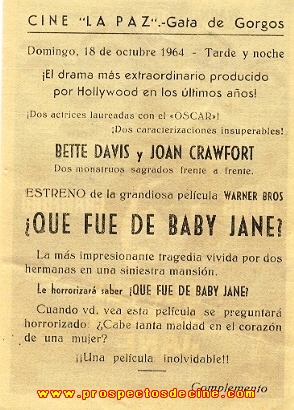 CINE "LA PAZ".-Gata de Gorgos
Domingo, 18 de octubre 1964 - Tarde y noche
¡El drama más extraordinario producido
por Hollywood en los últimos años!
¡Dos actrices laureadas con el «OSCAR»!
¡Dos caracterizaciones insuperables!
BETTE DAVIS y JOAN CRAWFORT
Dos monstruos sagrados frente a frente.
ESTRENO de la grandiosa película WARNER BROS
¿QUE FUE DE BABY JANE?
La más impresionante tragedia vivida por dos
hermanas en una siniestra mansión.
Le horrorizará saber ¿QUE FUE DE BABY JANE?
Cuando vd. vea esta película se preguntará
horrorizado: ¿Cabe tanta maldad en el corazón
de una mujer?
¡¡Una película inolvidable!!
Complemento
www.prospectosdecine.com